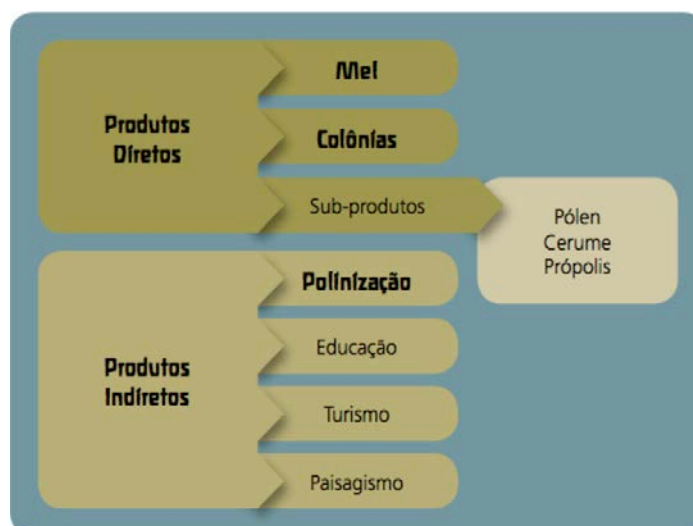 Produtos
Diretos
Mel
Colônias
Sub-produtos
Pólen
Cerume
Própolis
Produtos
Indiretos
Polinização
Educação
Turismo
Paisagismo